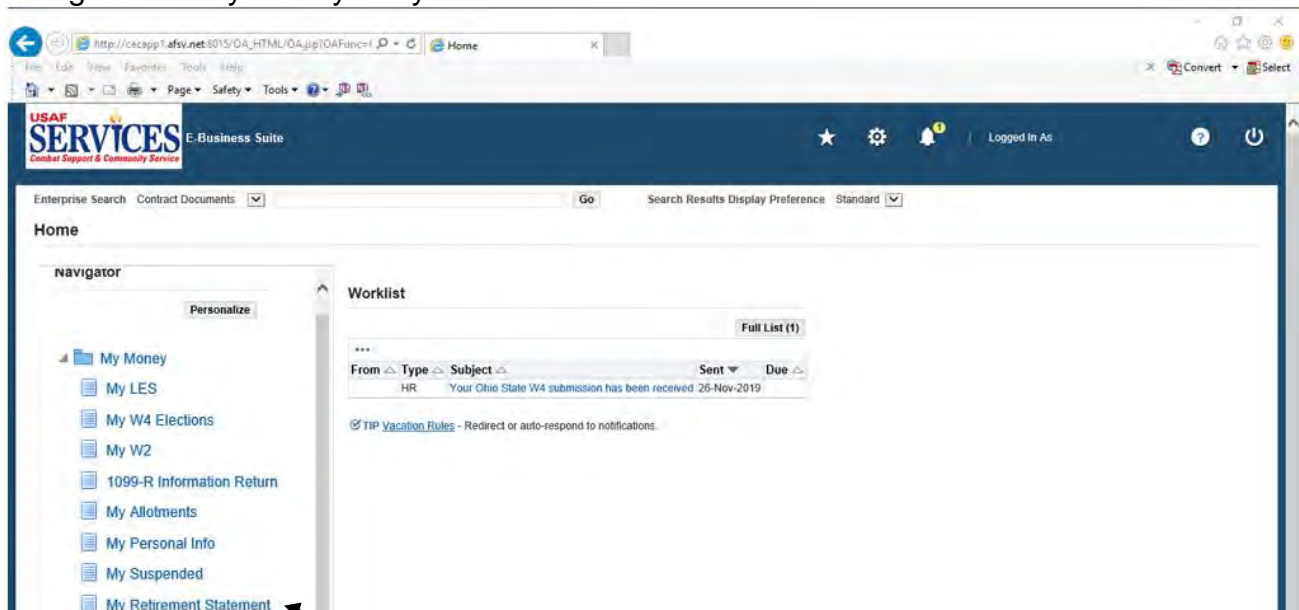 http://cecapp1.afsv.net:8015/OA_HTML/OA.jsp?OAFunc=(
Home
File Edit View Favorites Tools Help
Convert Select
Page Safety Tools
USAF
SERVICES
Combat Support & Community Service
E-Business Suite
1
Logged In As
Enterprise Search Contract Documents Go Search Results Display Preference Standard
Home
Navigator
Personalize
My Money
My LES
My W4 Elections
My W2
1099-R Information Return
My Allotments
My Personal Info
My Suspended
My Retirement Statement
Worklist
Full List (1)
...
From Type Subject Sent Due
HR Your Ohio State W4 submission has been received 26-Nov-2019
TIP Vacation Rules - Redirect or auto-respond to notifications.